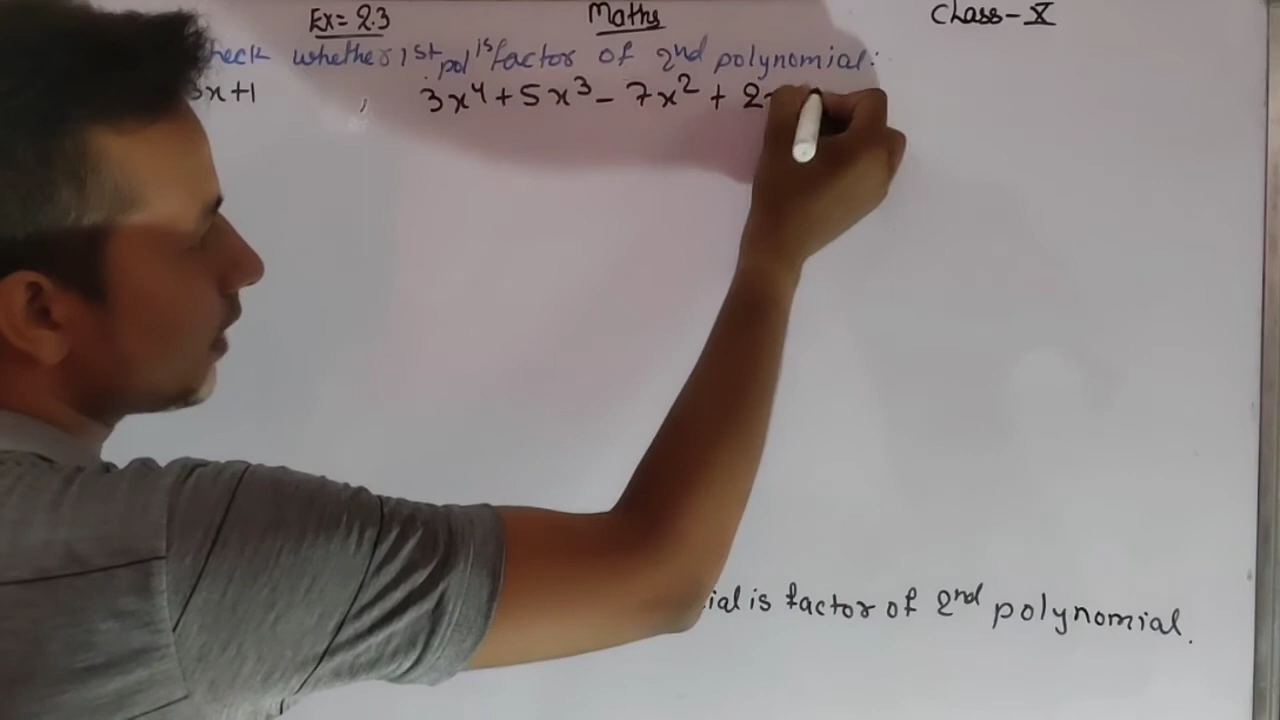 Ex= 2.3 Maths Class-X
heck whether 1st pol is factor of 2nd polynomial:
3x+1 , 3x⁴+5x³-7x²+2
ial is factor of 2nd polynomial.